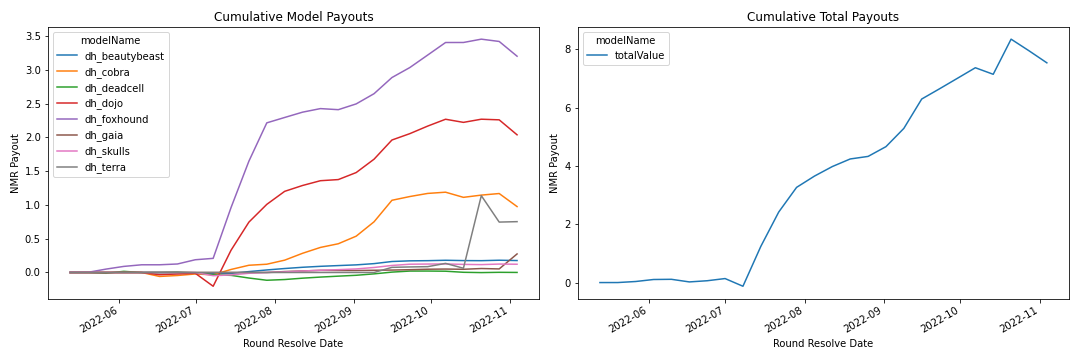 Cumulative Model Payouts
NMR Payout
3.5
3.0
2.5
2.0
1.5
1.0
0.5
0.0
modelName
dh_beautybeast
dh_cobra
dh_deadcell
dh_dojo
dh_foxhound
dh_gaia
dh_skulls
dh_terra
2022-06
2022-07
2022-08
2022-09
2022-10
2022-11
Round Resolve Date
Cumulative Total Payouts
NMR Payout
8
6
4
2
0
modelName
totalValue
2022-06
2022-07
2022-08
2022-09
2022-10
2022-11
Round Resolve Date